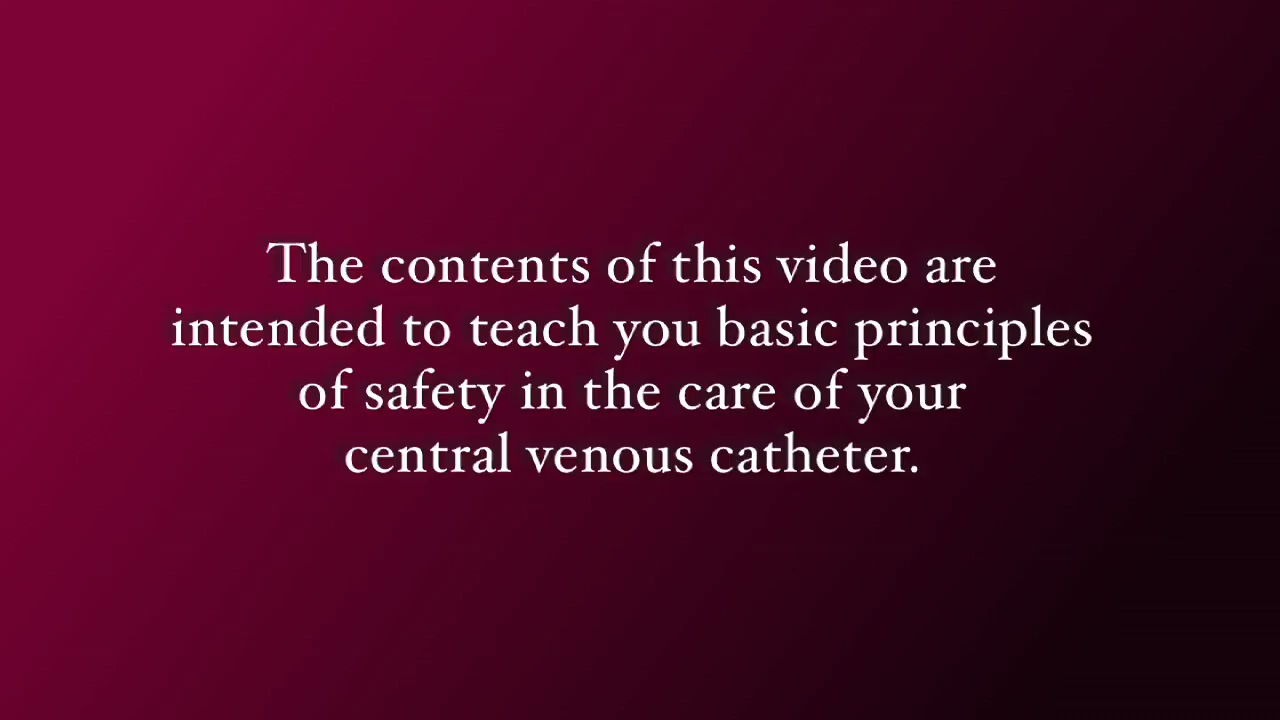 The contents of this video are
intended to teach you basic principles
of safety in the care of your
central venous catheter.